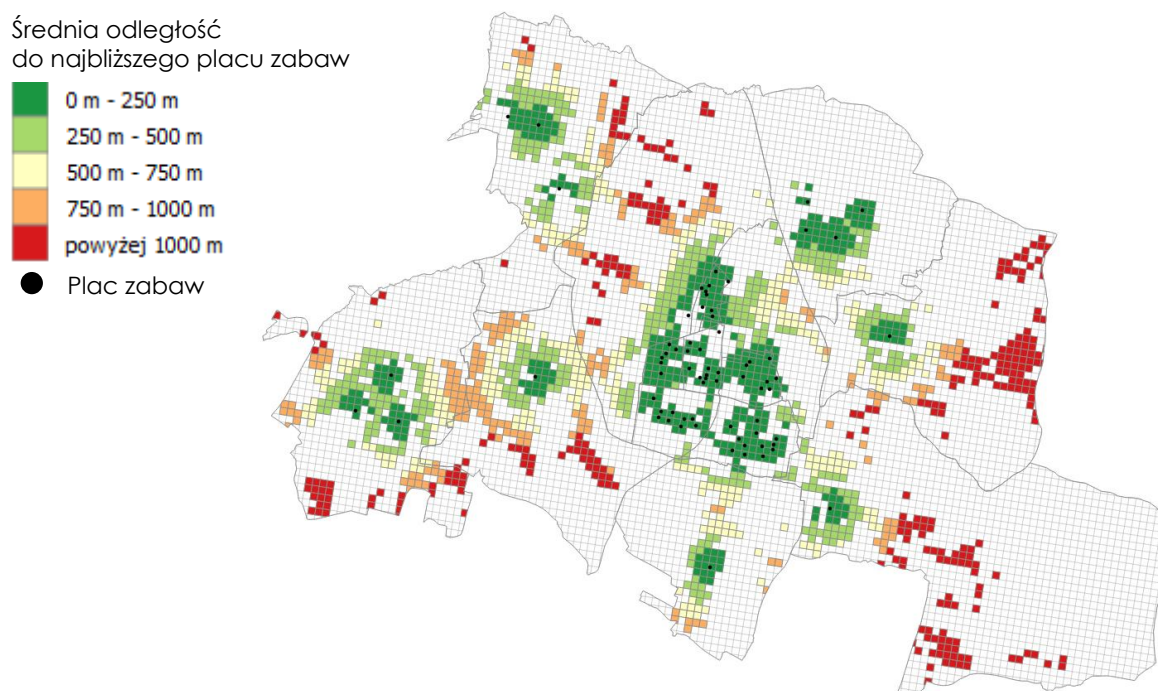 Średnia odległość
do najbliższego placu zabaw
0 m - 250 m
250 m - 500 m
500 m - 750 m
750 m - 1000 m
powyżej 1000 m
Plac zabaw